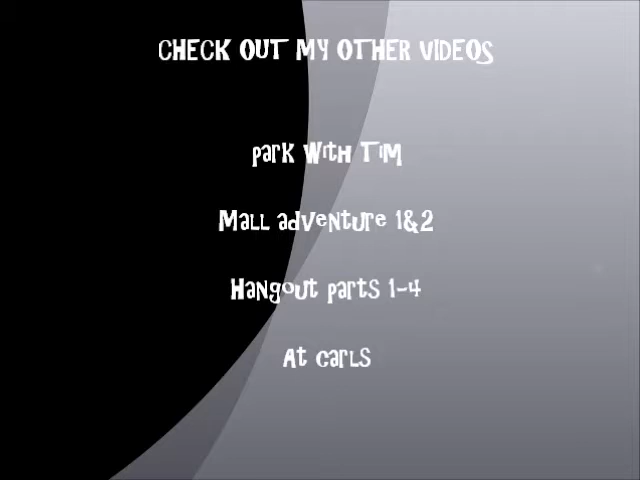 CHECK OUT MY OTHER VIDEOS
Park With Tim
Mall adventure 1&2
Hangout parts 1-4
At carls